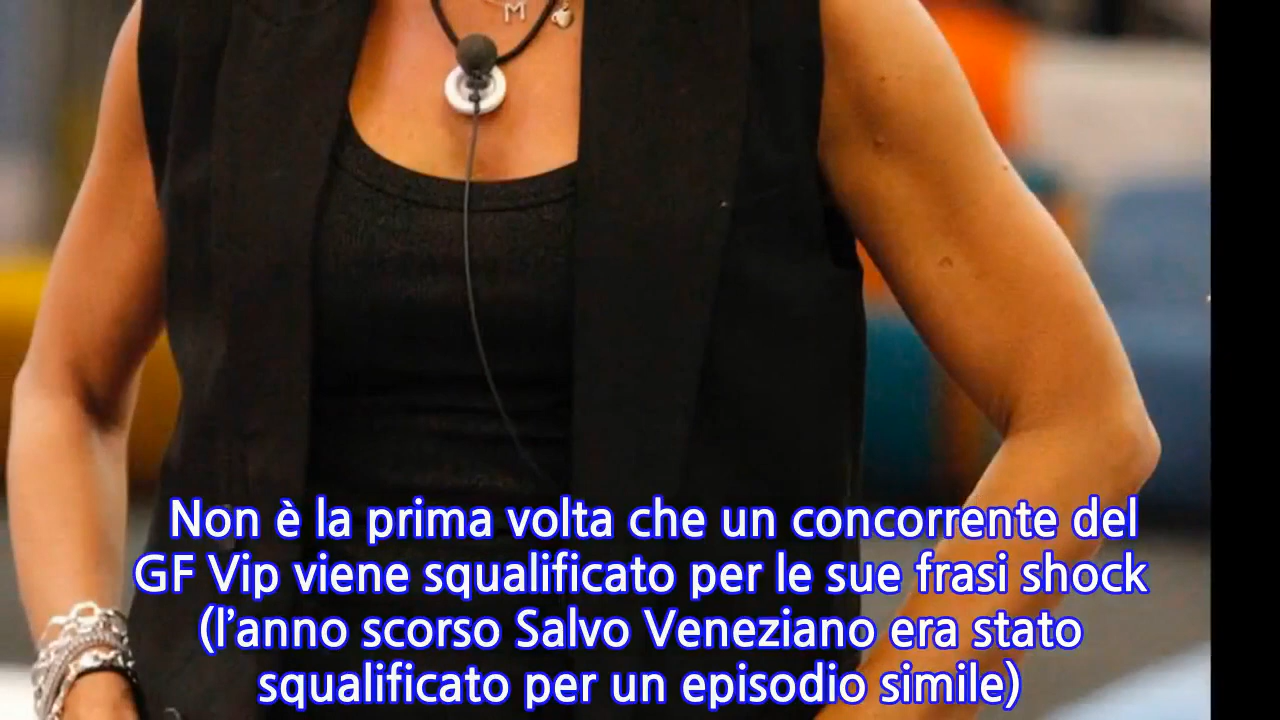 M
Non è la prima volta che un concorrente del
GF Vip viene squalificato per le sue frasi shock
(l'anno scorso Salvo Veneziano era stato
squalificato per un episodio simile)